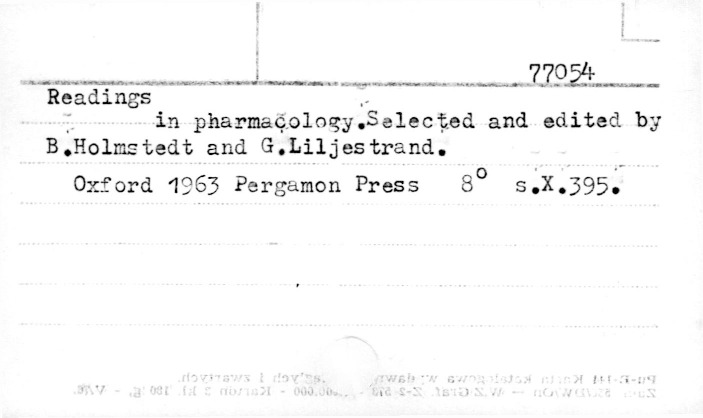 77054
Readings
in pharmacology.Selected and edited by
B.Holmstedt and G.Liljestrand.
Oxford 1963 Pergamon Press 8° s.X.395.